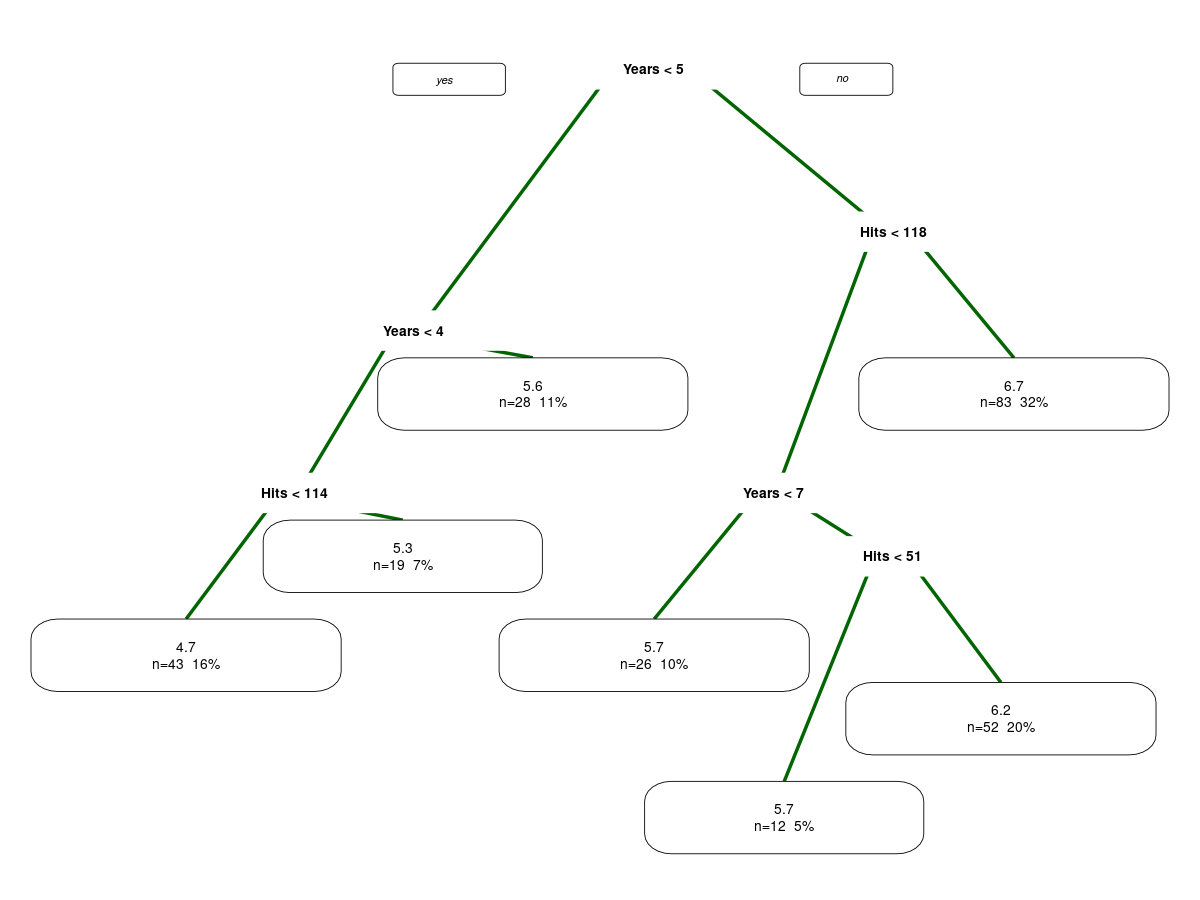 yes
Years < 5
no
Hits < 118
Years < 4
5.6
n=28  11%
6.7
n=83  32%
Hits < 114
Years < 7
5.3
n=19  7%
Hits < 51
4.7
n=43  16%
5.7
n=26  10%
6.2
n=52  20%
5.7
n=12  5%